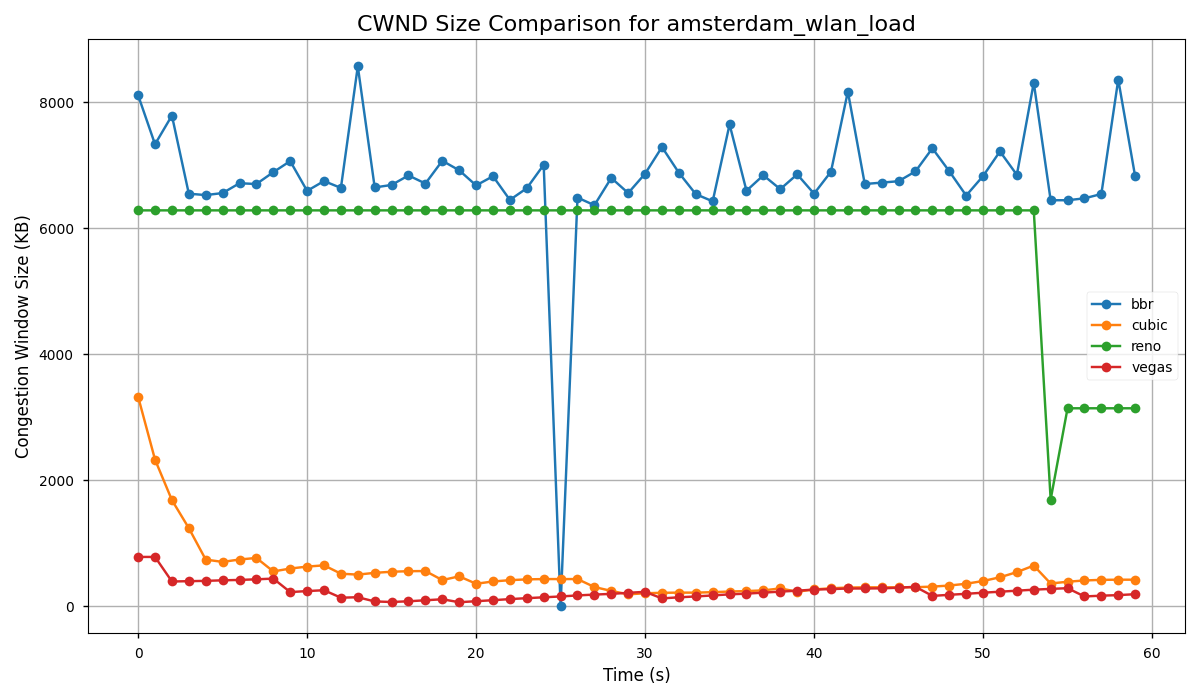 CWND Size Comparison for amsterdam_wlan_load
Congestion Window Size (KB)
8000
6000
4000
2000
0
bbr
cubic
reno
vegas
0 10 20 30 40 50 60
Time (s)